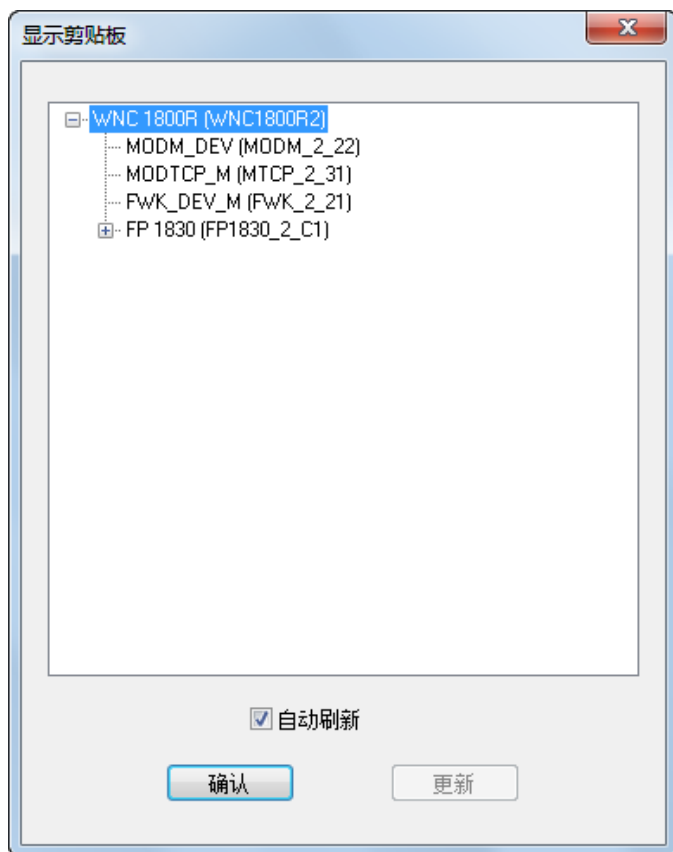 显示剪贴板
WNC 1800R (WNC1800R2)
MODM_DEV (MODM_2_22)
MODTCP_M (MTCP_2_31)
FWK_DEV_M (FWK_2_21)
FP 1830 (FP1830_2_C1)
自动刷新
确认
更新